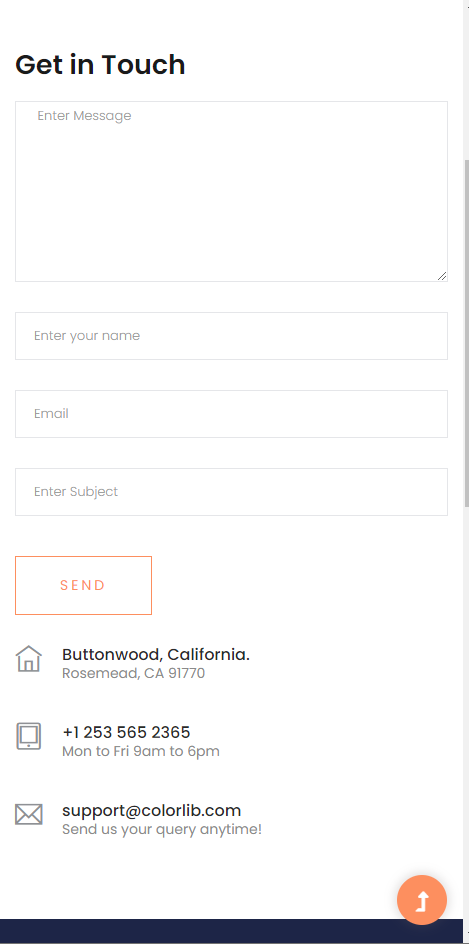 Get in Touch
Enter Message
Enter your name
Email
Enter Subject
SEND
Buttonwood, California.
Rosemead, CA 91770
+1 253 565 2365
Mon to Fri 9am to 6pm
support@colorlib.com
Send us your query anytime!